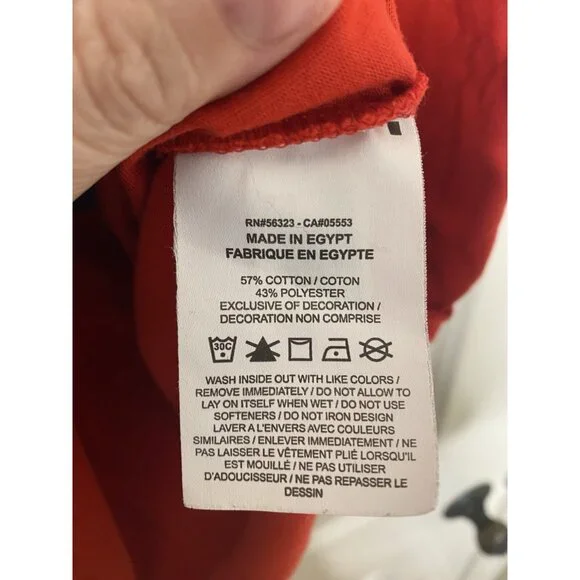 RN#56323 - CA#05553
MADE IN EGYPT
FABRIQUE EN EGYPTE
57% COTTON / COTON
43% POLYESTER
EXCLUSIVE OF DECORATION /
DECORATION NON COMPRISE
30C
WASH INSIDE OUT WITH LIKE COLORS /
REMOVE IMMEDIATELY / DO NOT ALLOW TO
LAY ON ITSELF WHEN WET / DO NOT USE
SOFTENERS / DO NOT IRON DESIGN
LAVER A L'ENVERS AVEC COULEURS
SIMILAIRES / ENLEVER IMMEDIATEMENT / NE
PAS LAISSER LE VÊTEMENT PLIÉ LORSQU'IL
EST MOUILLÉ / NE PAS UTILISER
D'ADOUCISSEUR / NE PAS REPASSER LE
DESSIN